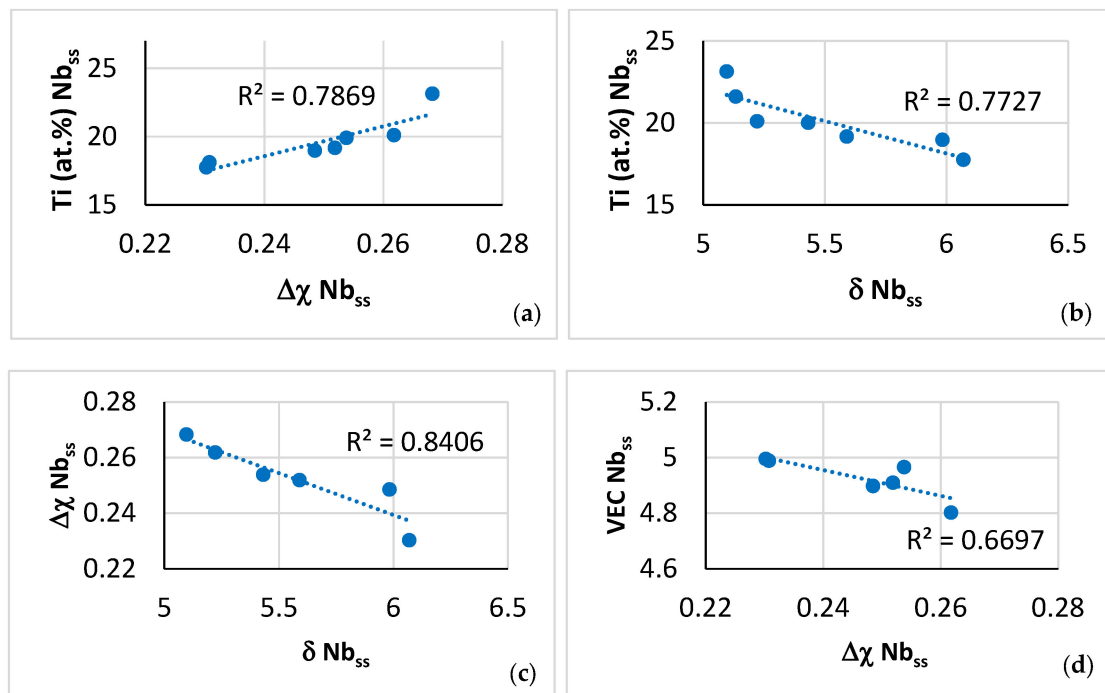 Ti (at.%) Nbss
25
20
15
R² = 0.7869
0.22 0.24 0.26 0.28
Δχ Nbss
(a)
Ti (at.%) Nbss
25
20
15
R² = 0.7727
5 5.5 6 6.5
δ Nbss
(b)
Δχ Nbss
0.28
0.26
0.24
0.22
R² = 0.8406
5 5.5 6 6.5
δ Nbss
(c)
VEC Nbss
5.2
5
4.8
4.6
R² = 0.6697
0.22 0.24 0.26 0.28
Δχ Nbss
(d)